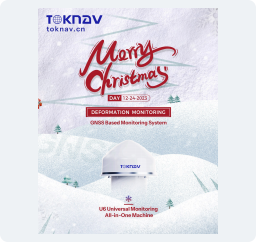 TOKNAV
toknav.cn
Merry
Christmas
DAY 12-24 2025
DEFORMATION MONITORING
GNSS Based Monitoring System
TOKNAV
U6 Universal Monitoring
All-in-One Machine